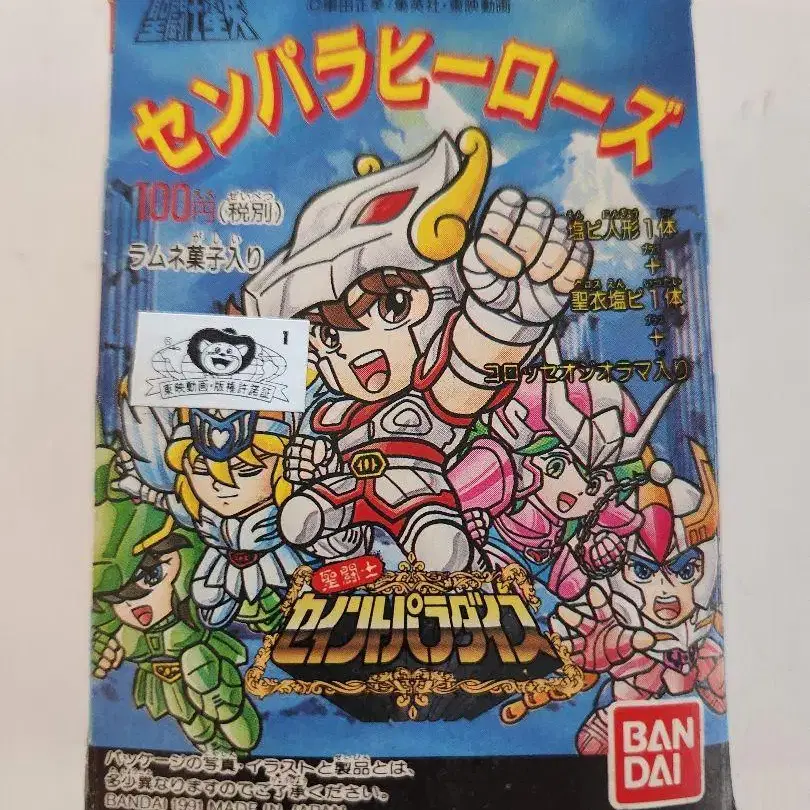 聖闘士星矢
©車田正美/集英社・東映動画
センパラヒーローズ
100円(税別)
ラムネ菓子入り
塩ビ人形1体
+
聖衣塩ビ1体
+
コロッセオジオラマ入り
1
東映動画・版権許諾証
聖闘士
セイントパラダイス
パッケージの写真・イラストと製品とは、
多少異なりますのでご了承ください。
BANDAI 1991 MADE IN JAPAN
BAN
DAI